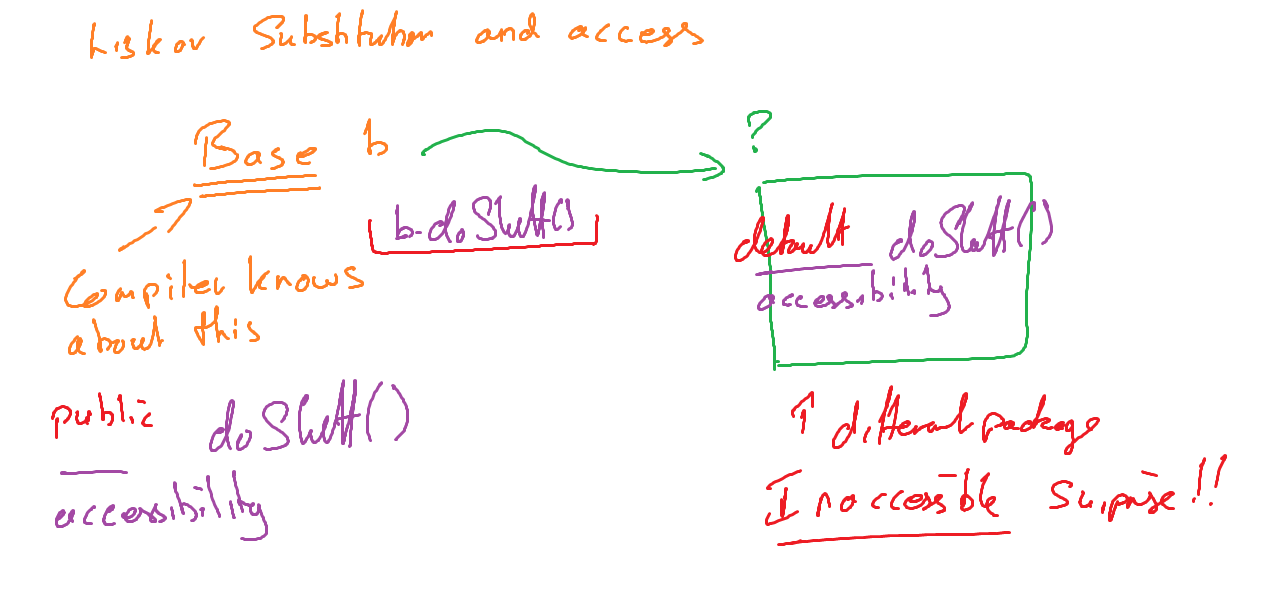 Liskov Substitution and access
Base b
?
b.doStuff()
default doStuff()
accessibility
Compiler knows
about this
public doStuff()
accessibility
↑ different package
Inaccessible Surprise!!